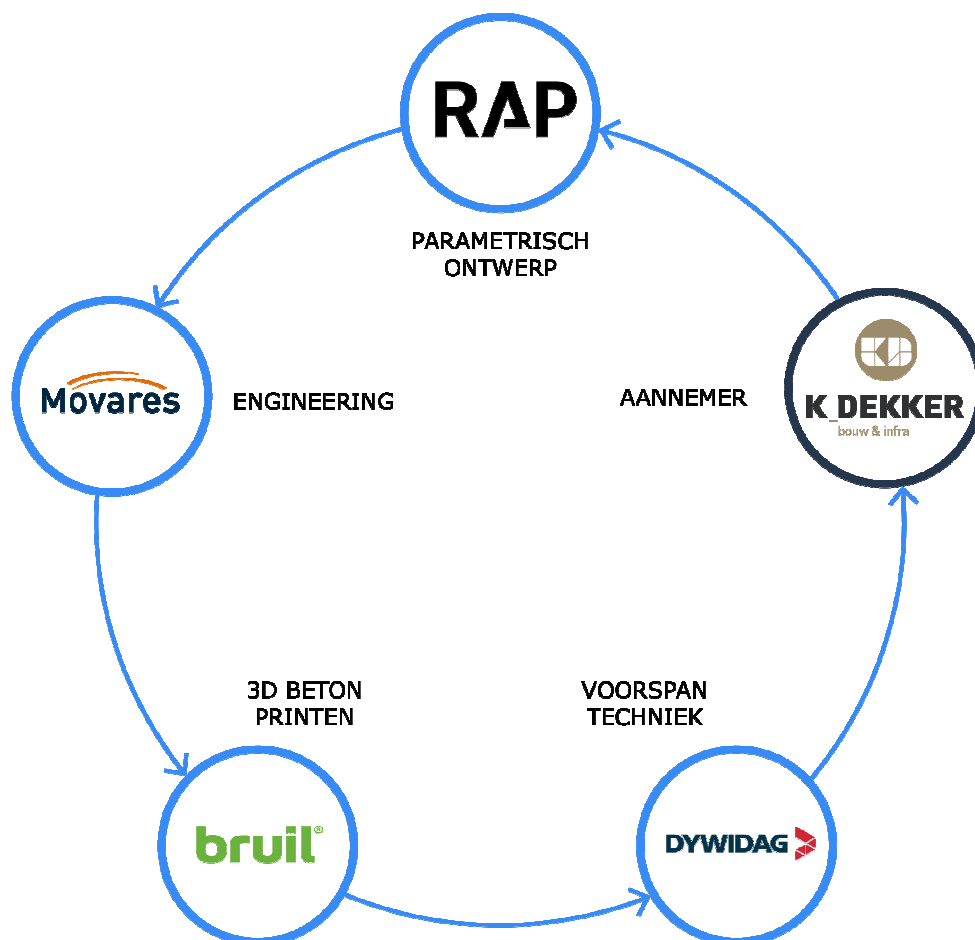 RAP
PARAMETRISCH
ONTWERP
Movares
ENGINEERING
AANNEMER
K_DEKKER
bouw & infra
3D BETON
PRINTEN
VOORSPAN
TECHNIEK
bruil®
DYWIDAG